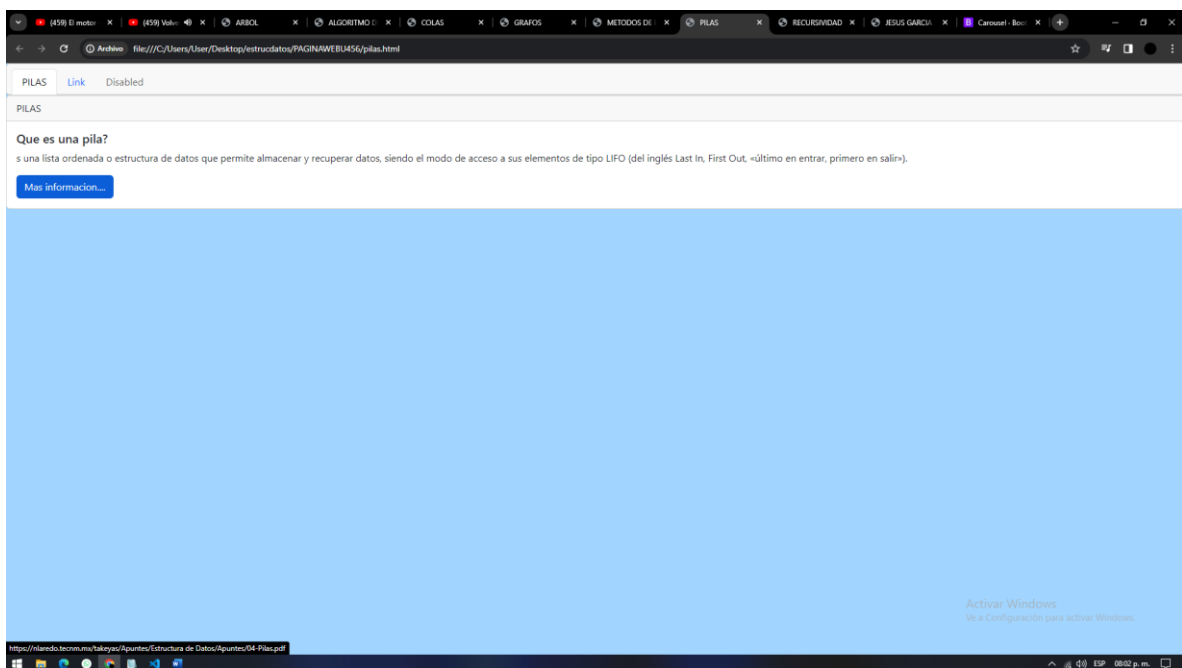 (459) El motor
(459) Volvo
ARBOL
ALGORITMO D
COLAS
GRAFOS
METODOS DE
PILAS
RECURSIVIDAD
JESUS GARCIA
Carousel · Boo
Archivo file:///C:/Users/User/Desktop/estrucdatos/PAGINAWEBU456/pilas.html
PILAS Link Disabled
PILAS
Que es una pila?
s una lista ordenada o estructura de datos que permite almacenar y recuperar datos, siendo el modo de acceso a sus elementos de tipo LIFO (del inglés Last In, First Out, «último en entrar, primero en salir»).
Mas informacion....
Activar Windows
Ve a Configuración para activar Windows.
https://nlaredo.tecnm.mx/takeyas/Apuntes/Estructura de Datos/Apuntes/04-Pilas.pdf
ESP 08:02 p. m.